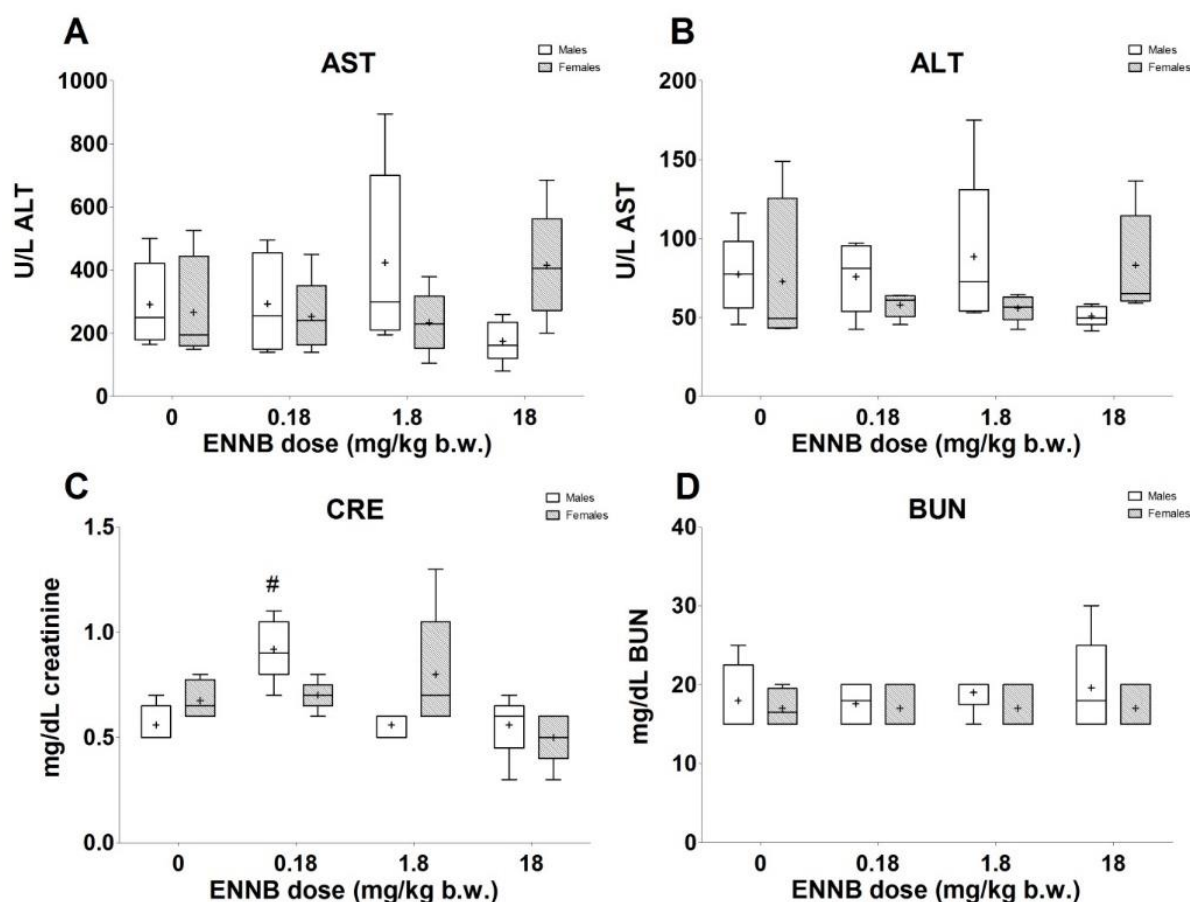 A
AST
Males
Females
U/L ALT
1000
800
600
400
200
0
0 0.18 1.8 18
ENNB dose (mg/kg b.w.)
B
ALT
Males
Females
U/L AST
200
150
100
50
0
0 0.18 1.8 18
ENNB dose (mg/kg b.w.)
C
CRE
Males
Females
mg/dL creatinine
1.5
1.0
0.5
0.0
#
0 0.18 1.8 18
ENNB dose (mg/kg b.w.)
D
BUN
Males
Females
mg/dL BUN
40
30
20
10
0
0 0.18 1.8 18
ENNB dose (mg/kg b.w.)